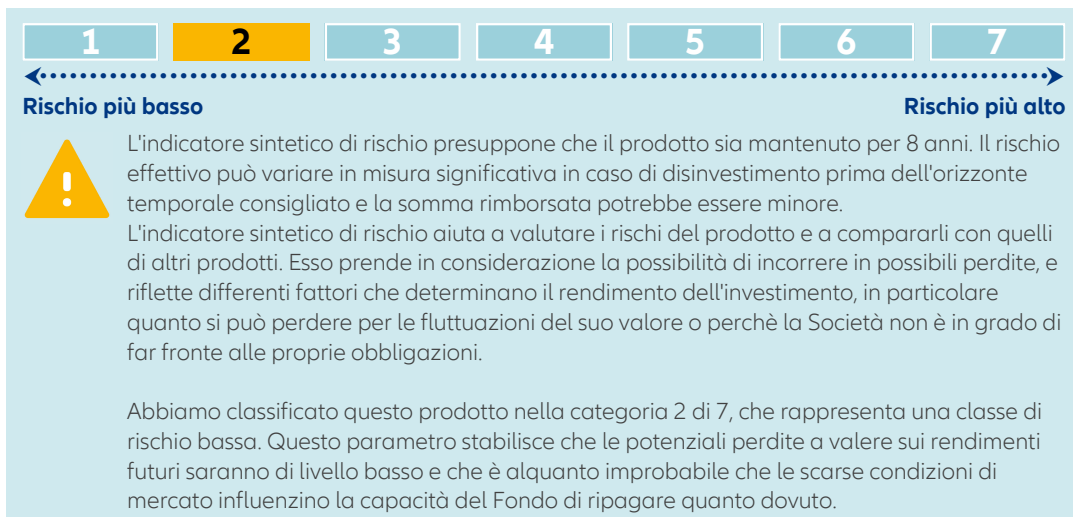 1 2 3 4 5 6 7
Rischio più basso Rischio più alto
!
L'indicatore sintetico di rischio presuppone che il prodotto sia mantenuto per 8 anni. Il rischio
effettivo può variare in misura significativa in caso di disinvestimento prima dell'orizzonte
temporale consigliato e la somma rimborsata potrebbe essere minore.
L'indicatore sintetico di rischio aiuta a valutare i rischi del prodotto e a compararli con quelli
di altri prodotti. Esso prende in considerazione la possibilità di incorrere in possibili perdite, e
riflette differenti fattori che determinano il rendimento dell'investimento, in particolare
quanto si può perdere per le fluttuazioni del suo valore o perchè la Società non è in grado di
far fronte alle proprie obbligazioni.
Abbiamo classificato questo prodotto nella categoria 2 di 7, che rappresenta una classe di
rischio bassa. Questo parametro stabilisce che le potenziali perdite a valere sui rendimenti
futuri saranno di livello basso e che è alquanto improbabile che le scarse condizioni di
mercato influenzino la capacità del Fondo di ripagare quanto dovuto.